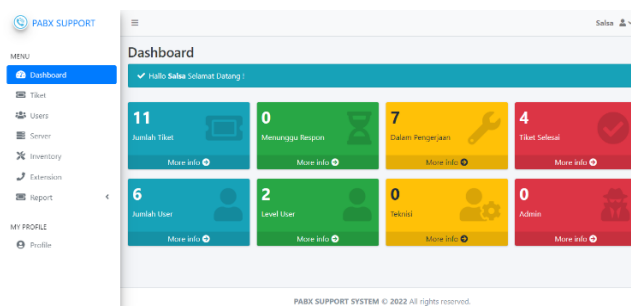 PABX SUPPORT
Salsa
MENU
Dashboard
Tiket
Users
Server
Inventory
Extension
Report
MY PROFILE
Profile
Dashboard
Hallo Salsa Selamat Datang !
11
Jumlah Tiket
More info
0
Menunggu Respon
More info
7
Dalam Pengerjaan
More info
4
Tiket Selesai
More info
6
Jumlah User
More info
2
Level User
More info
0
Teknisi
More info
0
Admin
More info
PABX SUPPORT SYSTEM © 2022 All rights reserved.